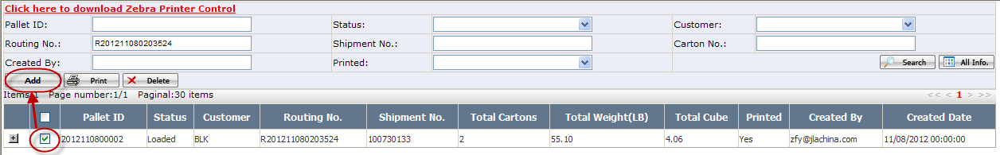 Click here to download Zebra Printer Control
Pallet ID: Status: Customer:
Routing No.: R201211080203524 Shipment No.: Carton No.:
Created By: Printed: Search All Info.
Add Print Delete
Items:1 Page number:1/1 Paginal:30 items << < 1 > >>
Pallet ID Status Customer Routing No. Shipment No. Total Cartons Total Weight(LB) Total Cube Printed Created By Created Date
2012110800002 Loaded BLK R201211080203524 100730133 2 55.10 4.06 Yes zfy@jlachina.com 11/08/2012 00:00:00